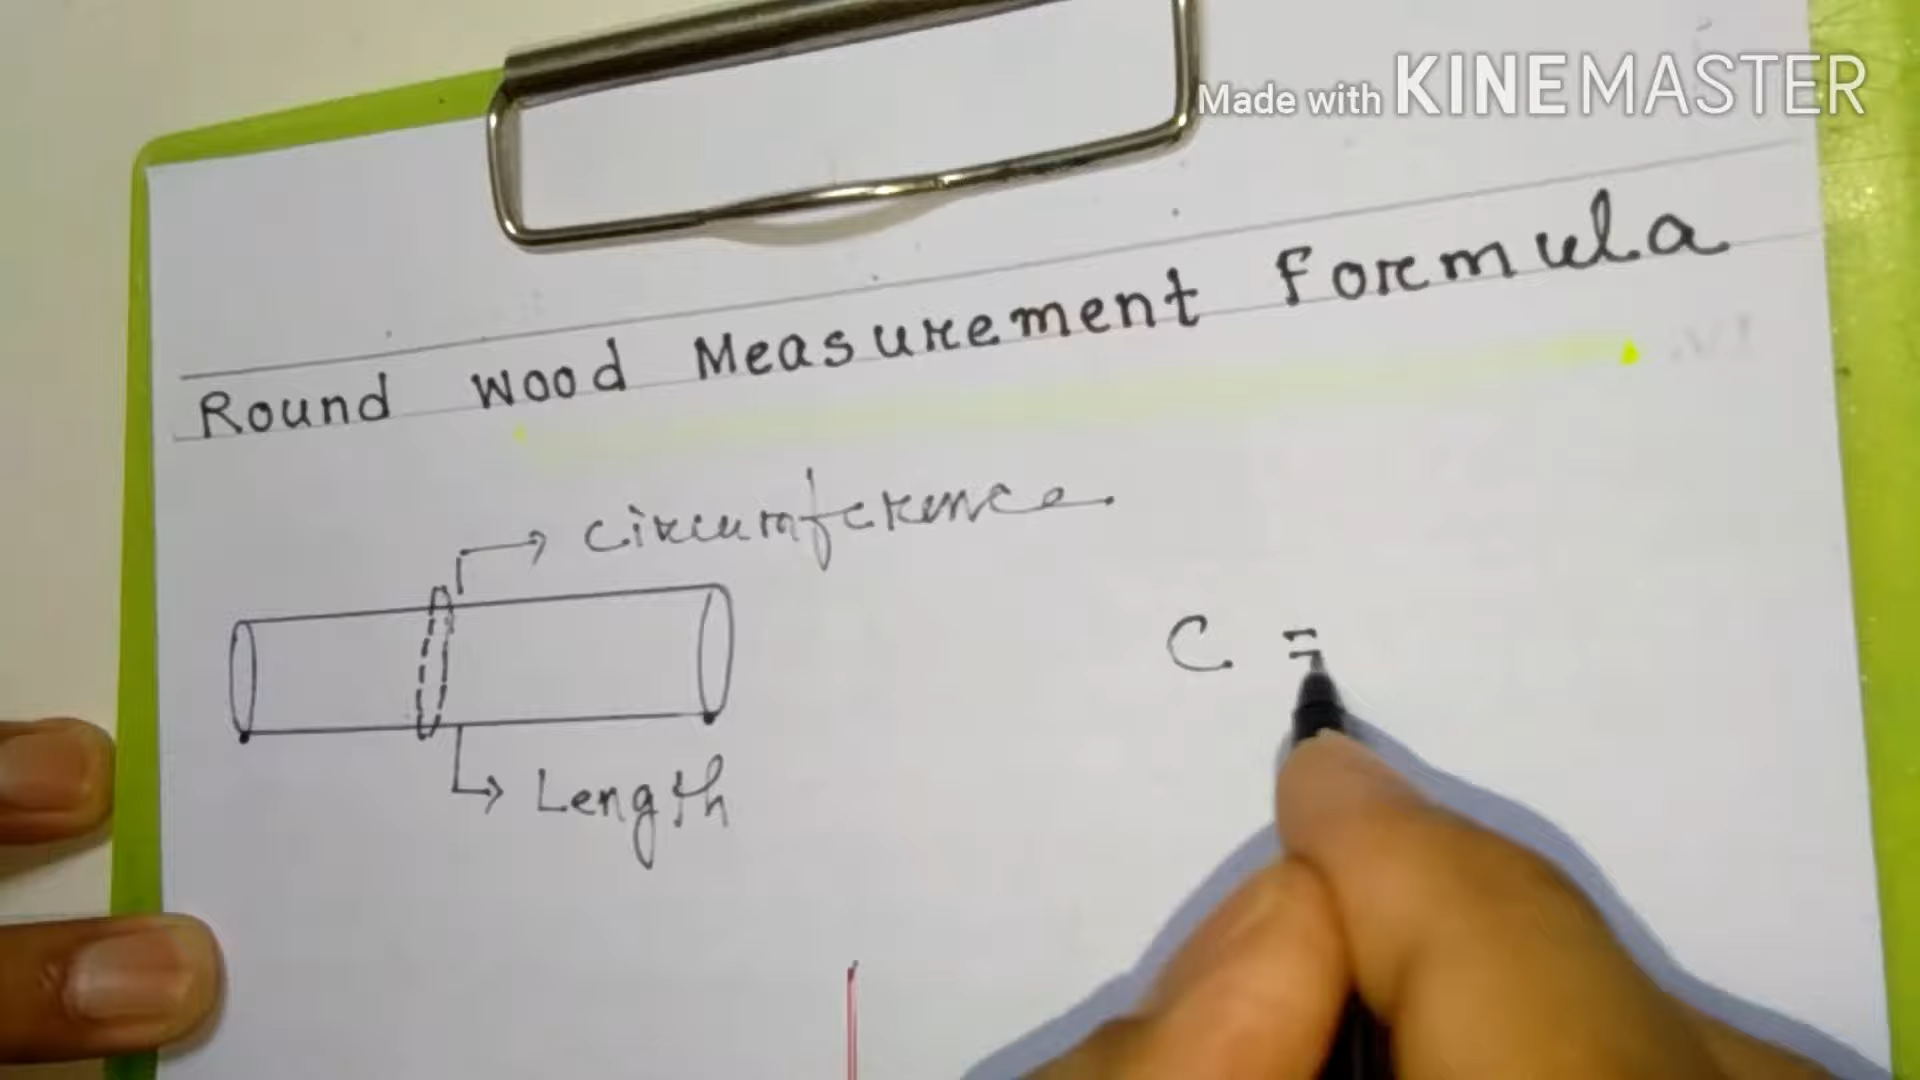 Made with KINEMASTER
Round Wood Measurement Formula
Circumference
C =
Length